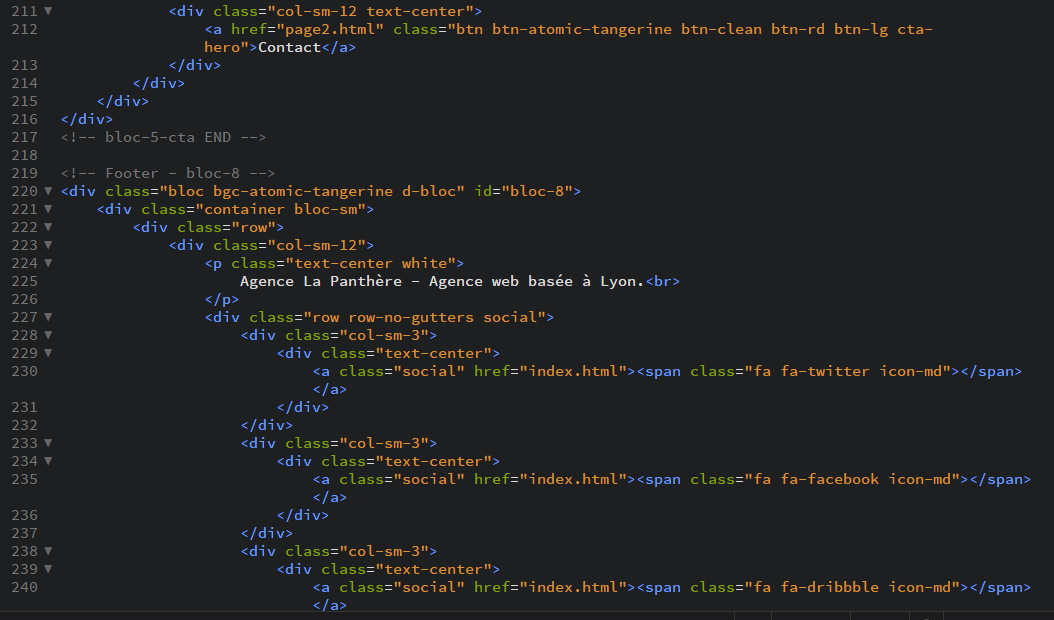 211 ▼ <div class="col-sm-12 text-center">
212 <a href="page2.html" class="btn btn-atomic-tangerine btn-clean btn-rd btn-lg cta-
hero">Contact</a>
213 </div>
214 </div>
215 </div>
216 </div>
217 <!-- bloc-5-cta END -->
218
219 <!-- Footer - bloc-8 -->
220 ▼ <div class="bloc bgc-atomic-tangerine d-bloc" id="bloc-8">
221 ▼ <div class="container bloc-sm">
222 ▼ <div class="row">
223 ▼ <div class="col-sm-12">
224 ▼ <p class="text-center white">
225 Agence La Panthère - Agence web basée à Lyon.<br>
226 </p>
227 ▼ <div class="row row-no-gutters social">
228 ▼ <div class="col-sm-3">
229 ▼ <div class="text-center">
230 <a class="social" href="index.html"><span class="fa fa-twitter icon-md"></span>
</a>
231 </div>
232 </div>
233 ▼ <div class="col-sm-3">
234 ▼ <div class="text-center">
235 <a class="social" href="index.html"><span class="fa fa-facebook icon-md"></span>
</a>
236 </div>
237 </div>
238 ▼ <div class="col-sm-3">
239 ▼ <div class="text-center">
240 <a class="social" href="index.html"><span class="fa fa-dribbble icon-md"></span>
</a>